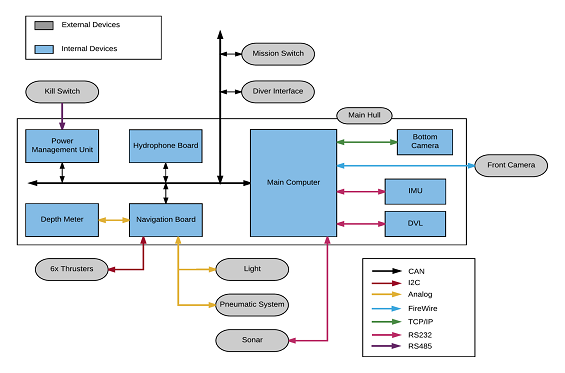 External Devices
Internal Devices
Mission Switch
Diver Interface
Kill Switch
Main Hull
Power
Management Unit
Hydrophone Board
Main Computer
Bottom
Camera
Front Camera
IMU
Depth Meter
Navigation Board
DVL
6x Thrusters
Light
Pneumatic System
Sonar
CAN
I2C
Analog
FireWire
TCP/IP
RS232
RS485